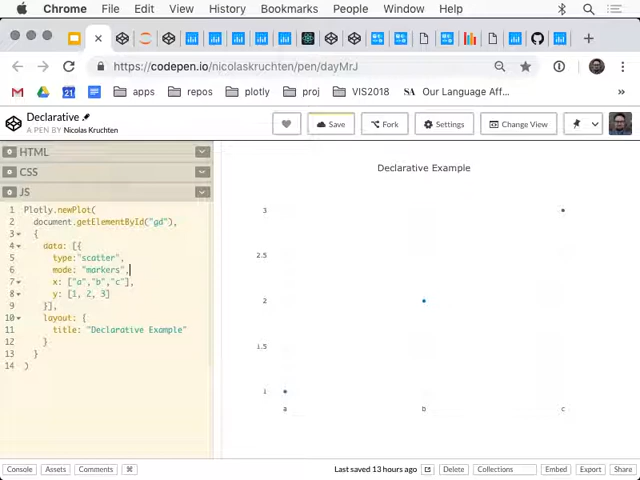 Chrome File Edit View History Bookmarks People Window Help
https://codepen.io/nicolaskruchten/pen/dayMrJ
apps repos plotly proj VIS2018 SA Our Language Aff... »
21
Declarative
A PEN BY Nicolas Kruchten
Save Fork Settings Change View
HTML
CSS
JS
1 Plotly.newPlot(
2 document.getElementById("gd"),
3 {
4 data: [{
5 type:"scatter",
6 mode: "markers",
7 x: ["a","b","c"],
8 y: [1, 2, 3]
9 }],
10 layout: {
11 title: "Declarative Example"
12 }
13 }
14 )
Declarative Example
3
2.5
2
1.5
1
a b c
Console Assets Comments ⌘ Last saved 13 hours ago Delete Collections Embed Export Share